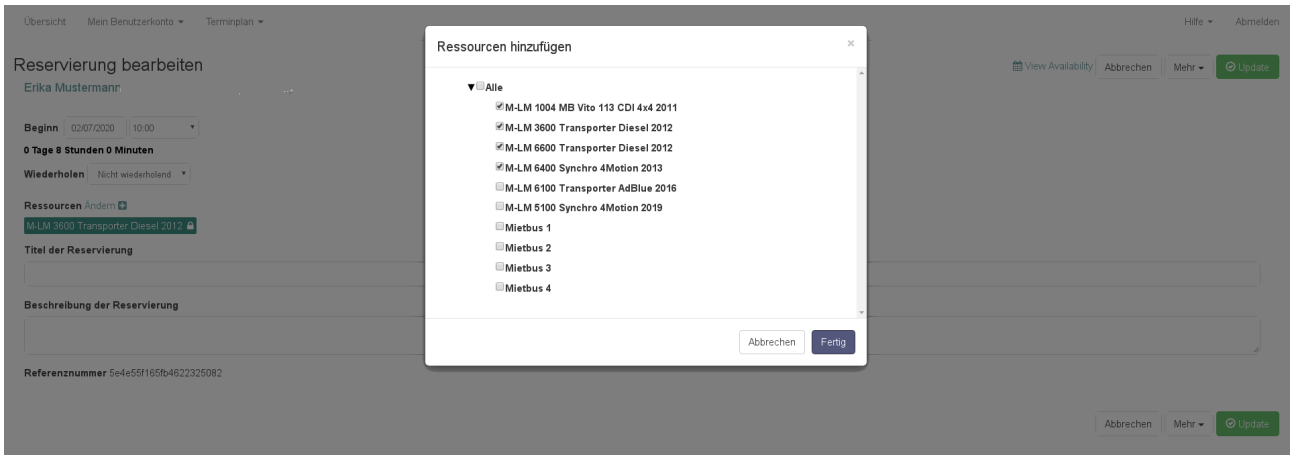 Übersicht Mein Benutzerkonto Terminplan Hilfe Abmelden
Ressourcen hinzufügen ×
Reservierung bearbeiten View Availability Abbrechen Mehr Update
Erika Mustermann
Beginn 02/07/2020 10:00
0 Tage 8 Stunden 0 Minuten
Wiederholen Nicht wiederholend
Ressourcen Ändern
M-LM 3600 Transporter Diesel 2012
Titel der Reservierung
Beschreibung der Reservierung
Referenznummer 5e4e55f165fb4622325082
Alle
M-LM 1004 MB Vito 113 CDI 4x4 2011
M-LM 3600 Transporter Diesel 2012
M-LM 6600 Transporter Diesel 2012
M-LM 6400 Synchro 4Motion 2013
M-LM 6100 Transporter AdBlue 2016
M-LM 5100 Synchro 4Motion 2019
Mietbus 1
Mietbus 2
Mietbus 3
Mietbus 4
Abbrechen Fertig
Abbrechen Mehr Update